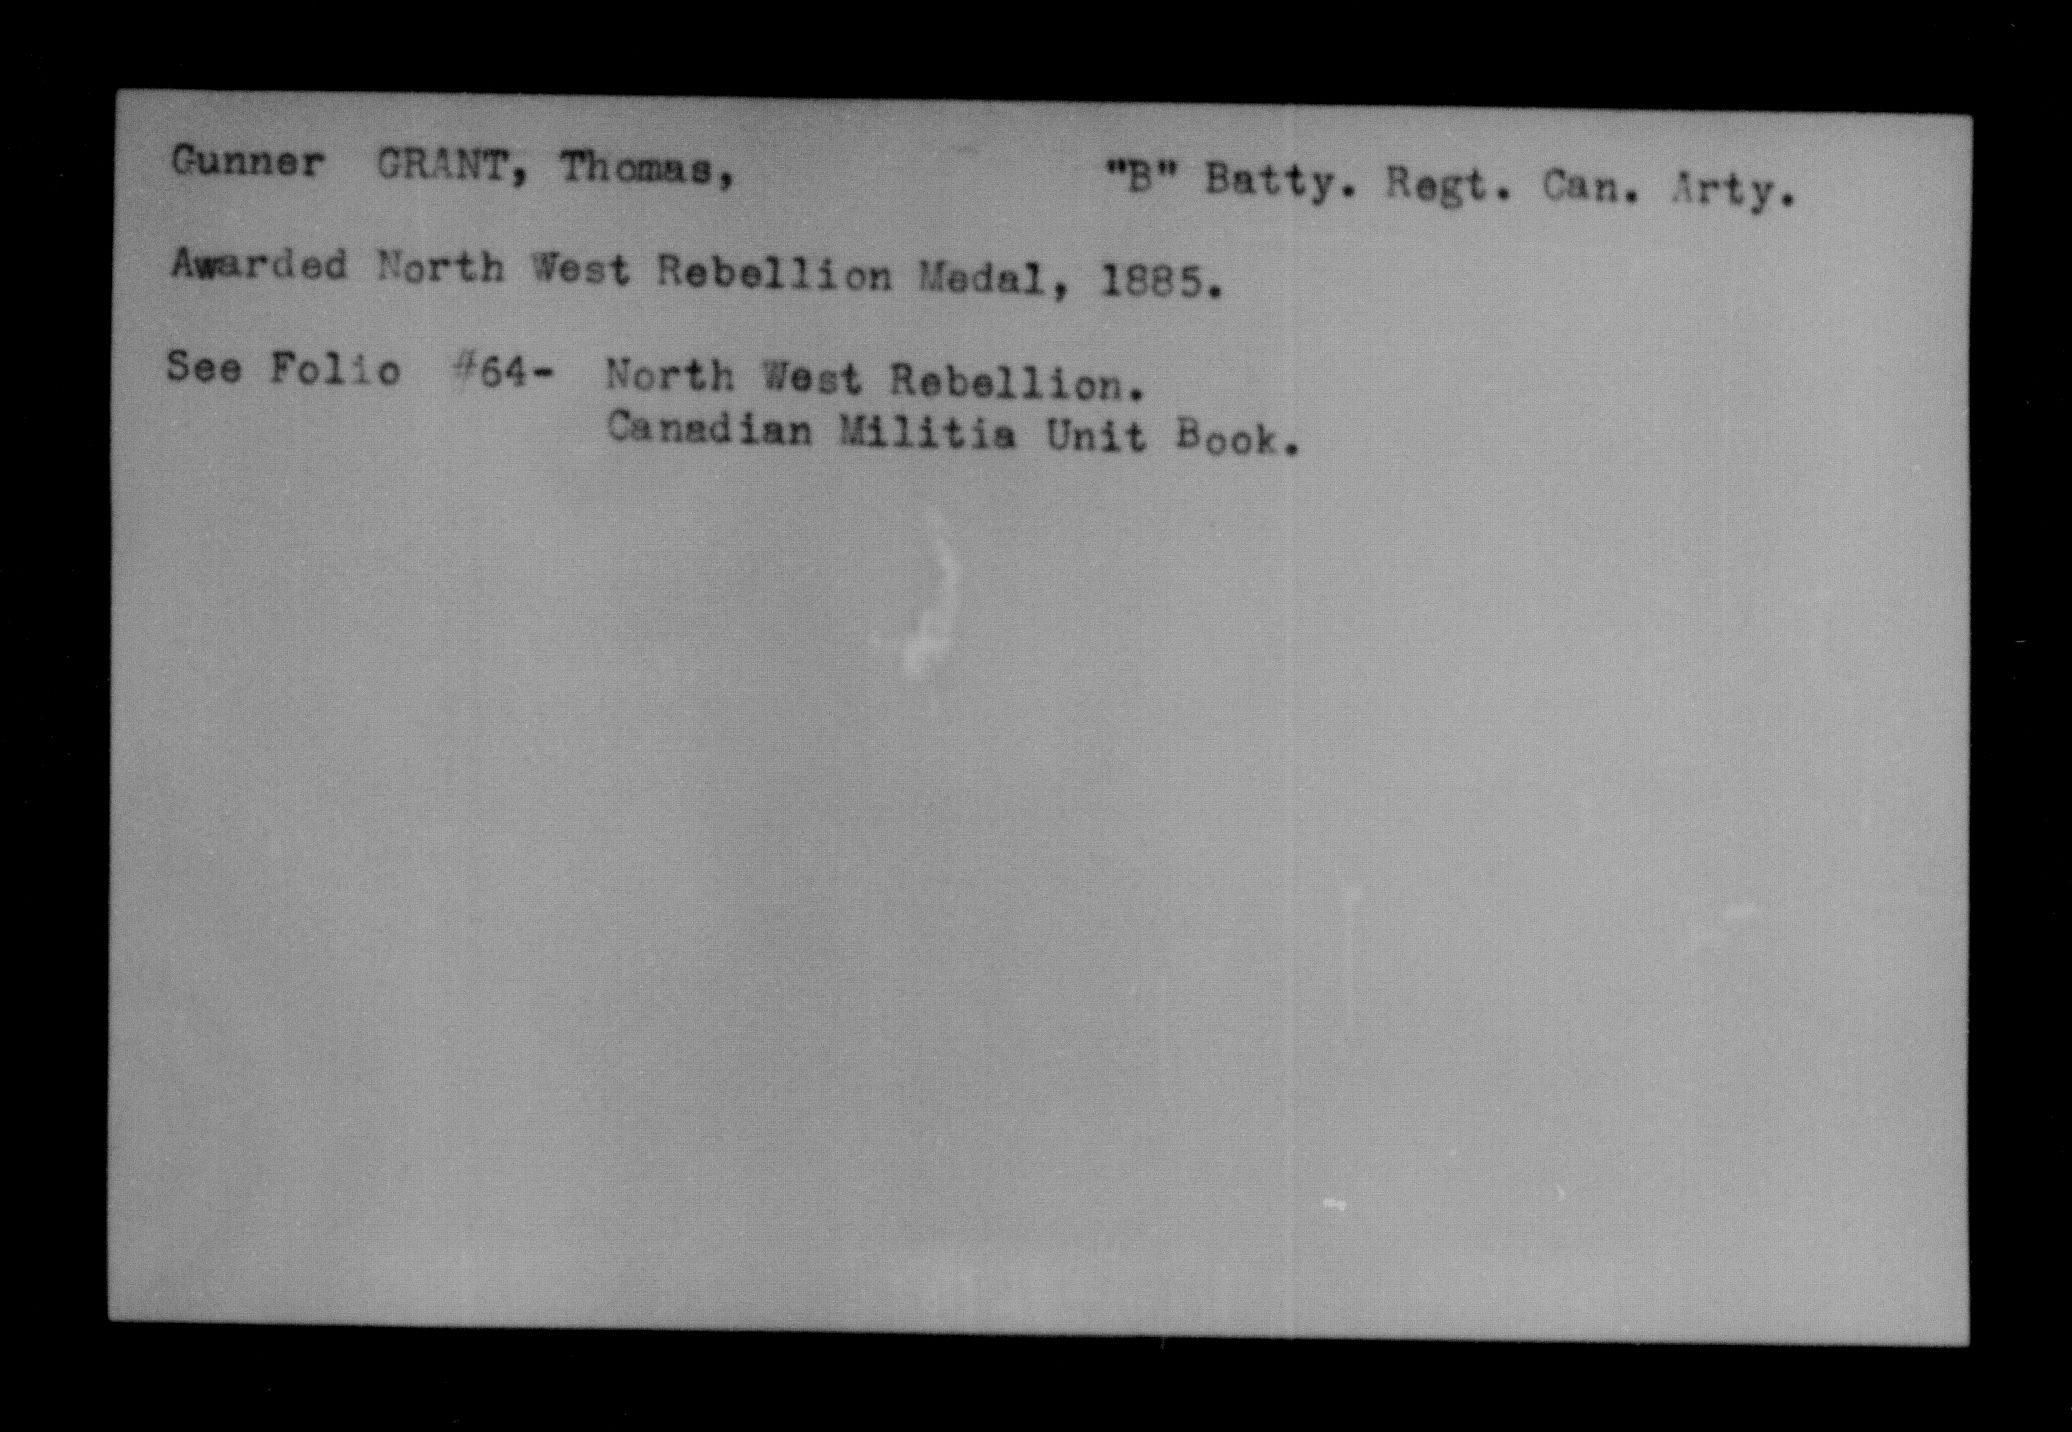 Gunner GRANT, Thomas, "B" Batty. Regt. Can. Arty.
Awarded North West Rebellion Medal, 1885.
See Folio #64- North West Rebellion.
Canadian Militia Unit Book.